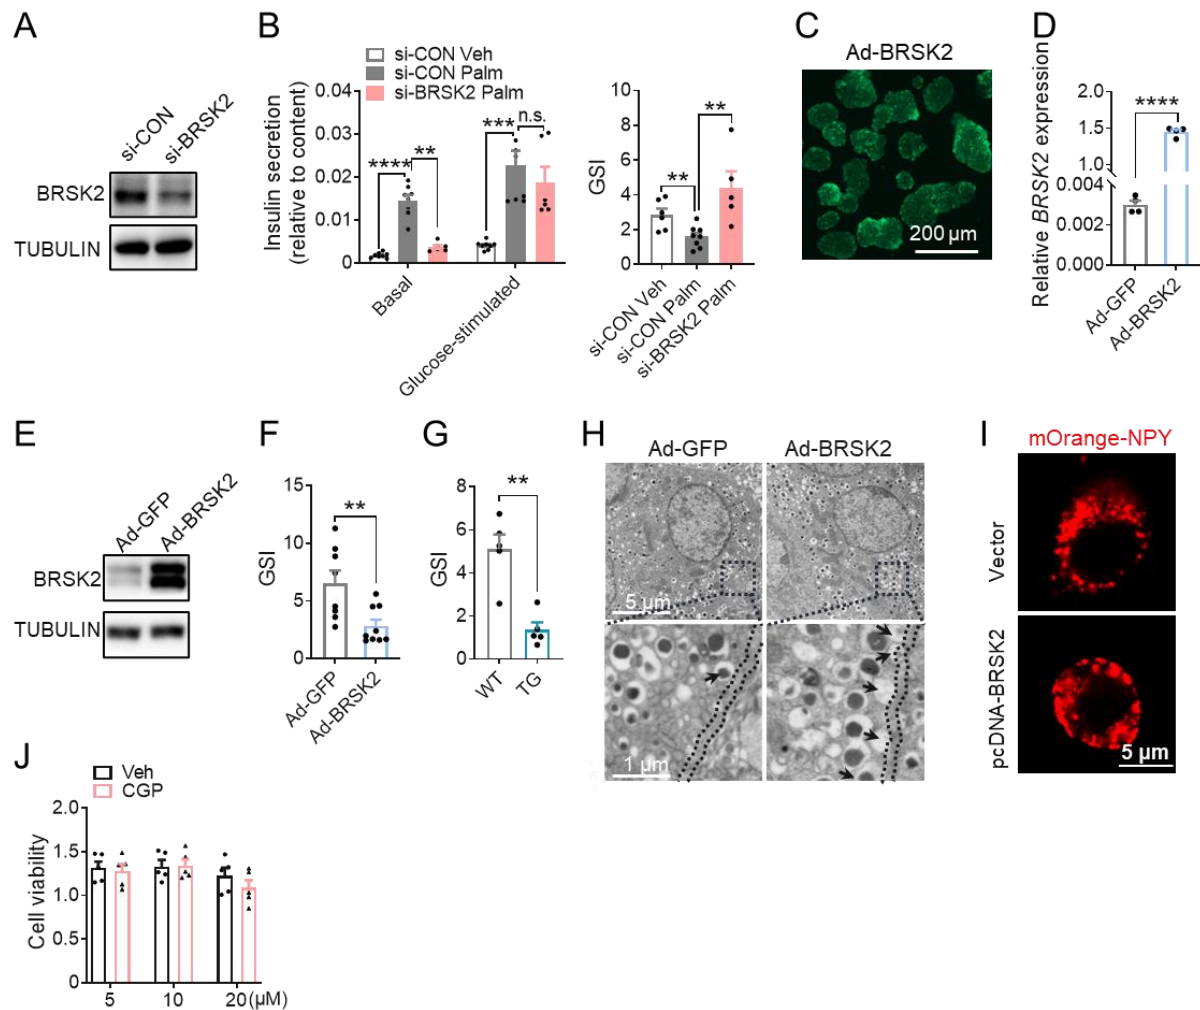 A
si-CON
si-BRSK2
BRSK2
TUBULIN
B
si-CON Veh
si-CON Palm
si-BRSK2 Palm
Insulin secretion
(relative to content)
0.04
0.03
0.02
0.01
0
****
**
***
n.s.
Basal
Glucose-stimulated
GSI
10
8
6
4
2
0
**
**
si-CON Veh
si-CON Palm
si-BRSK2 Palm
C
Ad-BRSK2
200 μm
D
Relative BRSK2 expression
2.0
1.5
1.0
0.004
0.002
0.000
****
Ad-GFP
Ad-BRSK2
E
Ad-GFP
Ad-BRSK2
BRSK2
TUBULIN
F
GSI
15
10
5
0
**
Ad-GFP
Ad-BRSK2
G
GSI
8
6
4
2
0
**
WT
TG
H
Ad-GFP
Ad-BRSK2
5 μm
1 μm
I
mOrange-NPY
Vector
pcDNA-BRSK2
5 μm
J
Veh
CGP
Cell viability
2.0
1.5
1.0
0.5
0
5
10
20(μM)